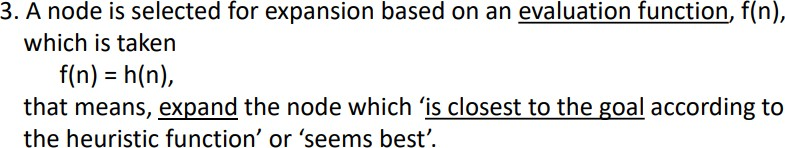 3. A node is selected for expansion based on an evaluation function, f(n),
which is taken
f(n) = h(n),
that means, expand the node which ‘is closest to the goal according to
the heuristic function’ or ‘seems best’.